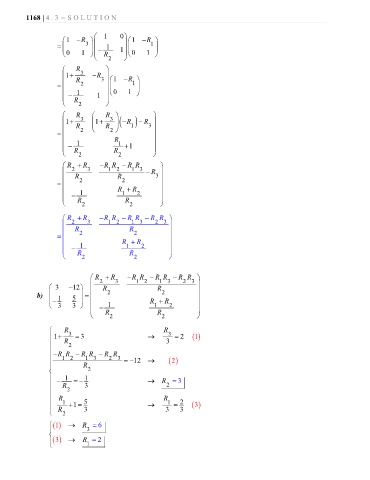 1168 | 4.3 – SOLUTION
= (1 −R₃; 0 1)(1 0; −1/R₂ 1)(1 −R₁; 0 1)
= (1+R₃/R₂ −R₃; −1/R₂ 1)(1 −R₁; 0 1)
= (1+R₃/R₂ (1+R₃/R₂)(−R₁)−R₃; −1/R₂ R₁/R₂+1)
= ((R₂+R₃)/R₂ (−R₁R₂−R₁R₃)/R₂−R₃; −1/R₂ (R₁+R₂)/R₂)
= ((R₂+R₃)/R₂ (−R₁R₂−R₁R₃−R₂R₃)/R₂; −1/R₂ (R₁+R₂)/R₂)
b) (3 −12; −1/3 5/3) = ((R₂+R₃)/R₂ (−R₁R₂−R₁R₃−R₂R₃)/R₂; −1/R₂ (R₁+R₂)/R₂)
1+R₃/R₂=3 → R₃/3=2 (1)
(−R₁R₂−R₁R₃−R₂R₃)/R₂=−12 → (2)
−1/R₂=−1/3 → R₂=3
R₁/R₂+1=5/3 → R₁/3=2/3 (3)
(1) → R₃=6
(3) → R₁=2